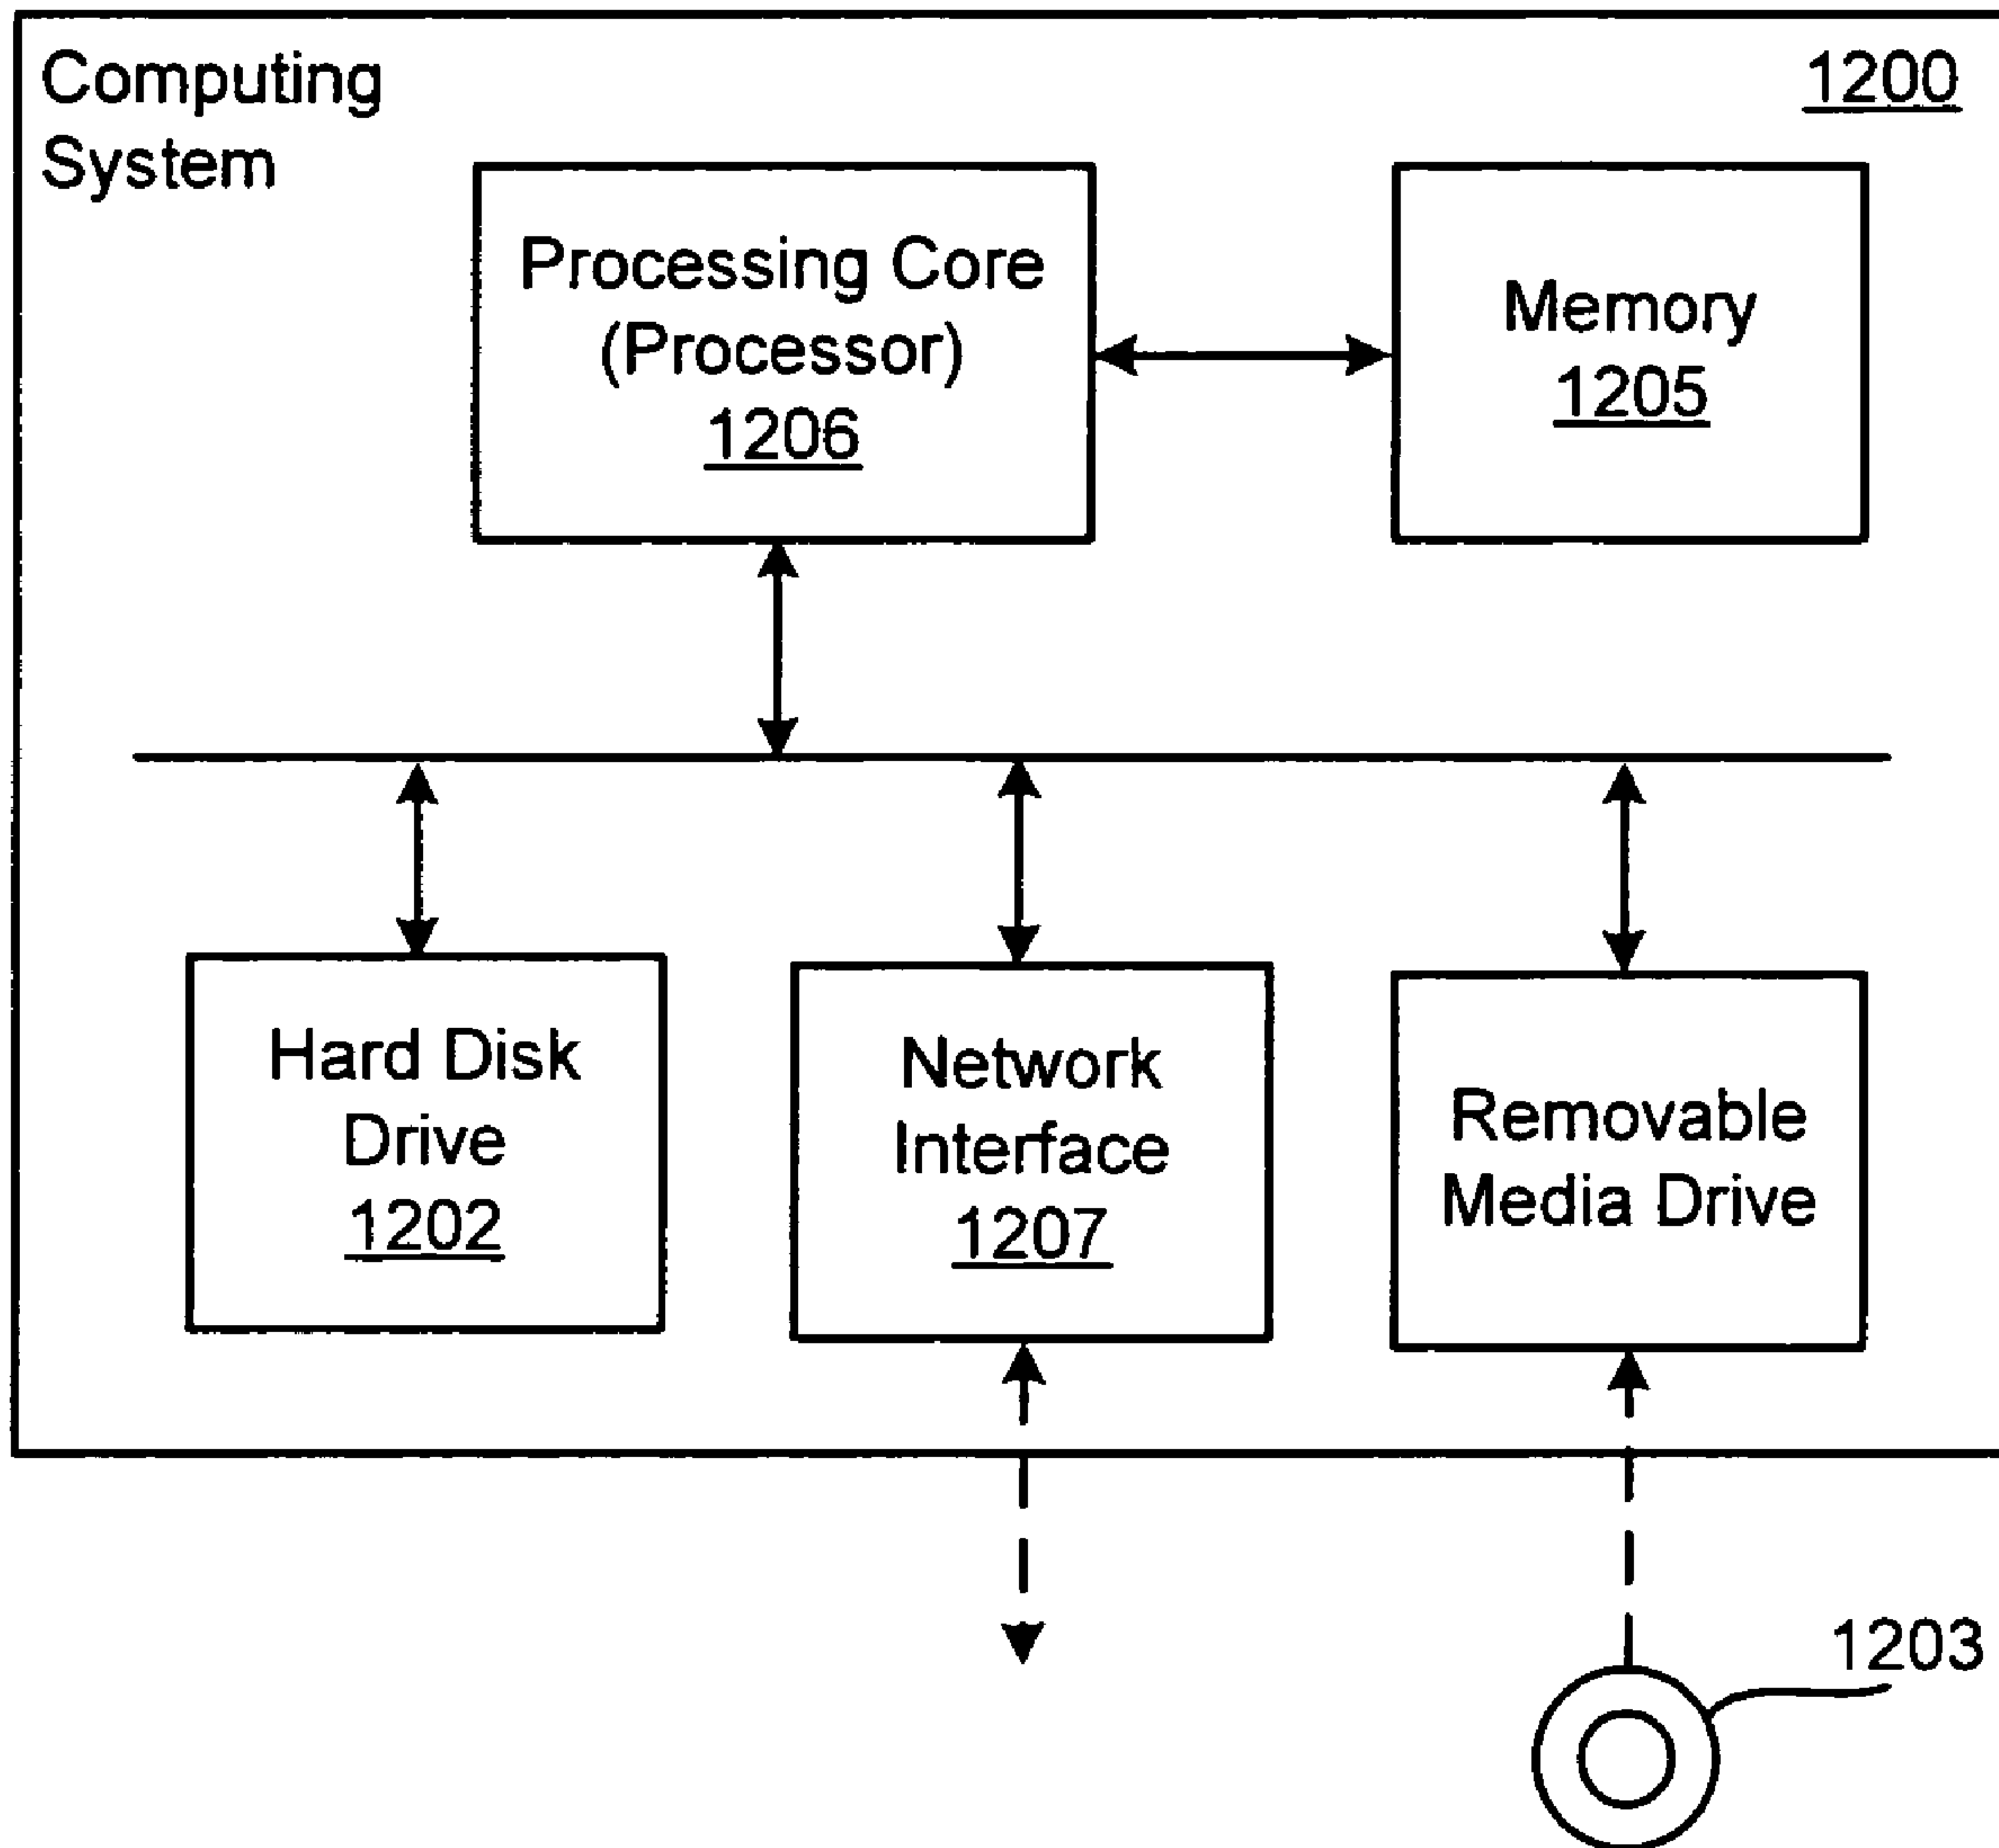 Computing
System
1200
Processing Core
(Processor)
1206
Memory
1205
Hard Disk
Drive
1202
Network
Interface
1207
Removable
Media Drive
1203